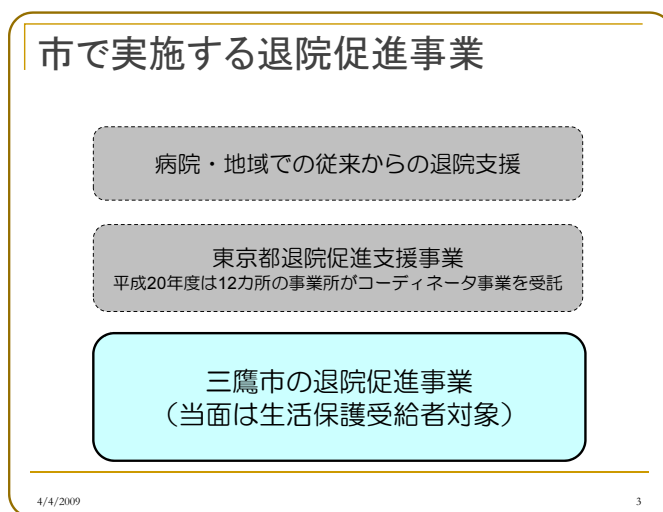 市で実施する退院促進事業
病院・地域での従来からの退院支援
東京都退院促進支援事業
平成20年度は12カ所の事業所がコーディネータ事業を受託
三鷹市の退院促進事業
（当面は生活保護受給者対象）
4/4/2009
3